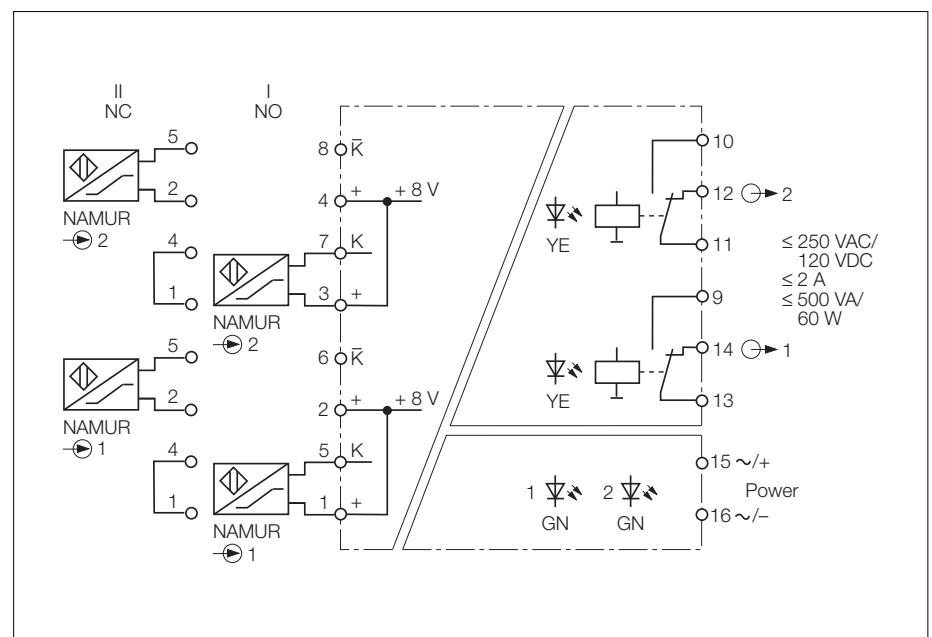 II
NC
I
NO
5
2
NAMUR
2
4
1
NAMUR
2
5
2
NAMUR
1
4
1
NAMUR
1
8 K̅
4 + + 8 V
7 K
3 +
6 K̅
2 + + 8 V
5 K
1 +
YE
10
12 2
11
≤ 250 VAC/
120 VDC
≤ 2 A
≤ 500 VA/
60 W
YE
9
14 1
13
1 2
GN GN
15 ~/+
Power
16 ~/–